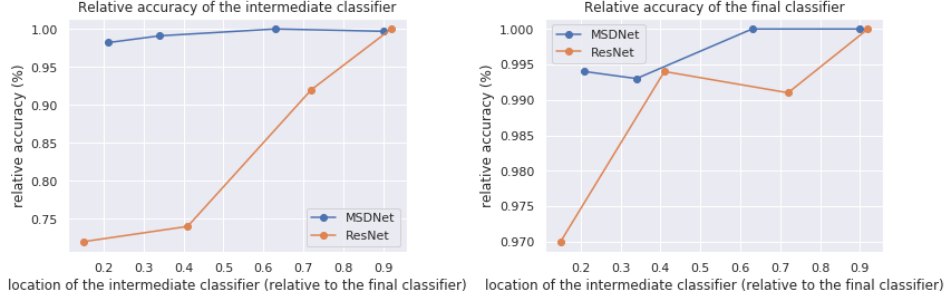 Relative accuracy of the intermediate classifier
1.00
0.95
0.90
0.85
0.80
0.75
relative accuracy (%)
MSDNet
ResNet
0.2 0.3 0.4 0.5 0.6 0.7 0.8 0.9
location of the intermediate classifier (relative to the final classifier)
Relative accuracy of the final classifier
MSDNet
ResNet
1.000
0.995
0.990
0.985
0.980
0.975
0.970
relative accuracy (%)
0.2 0.3 0.4 0.5 0.6 0.7 0.8 0.9
location of the intermediate classifier (relative to the final classifier)